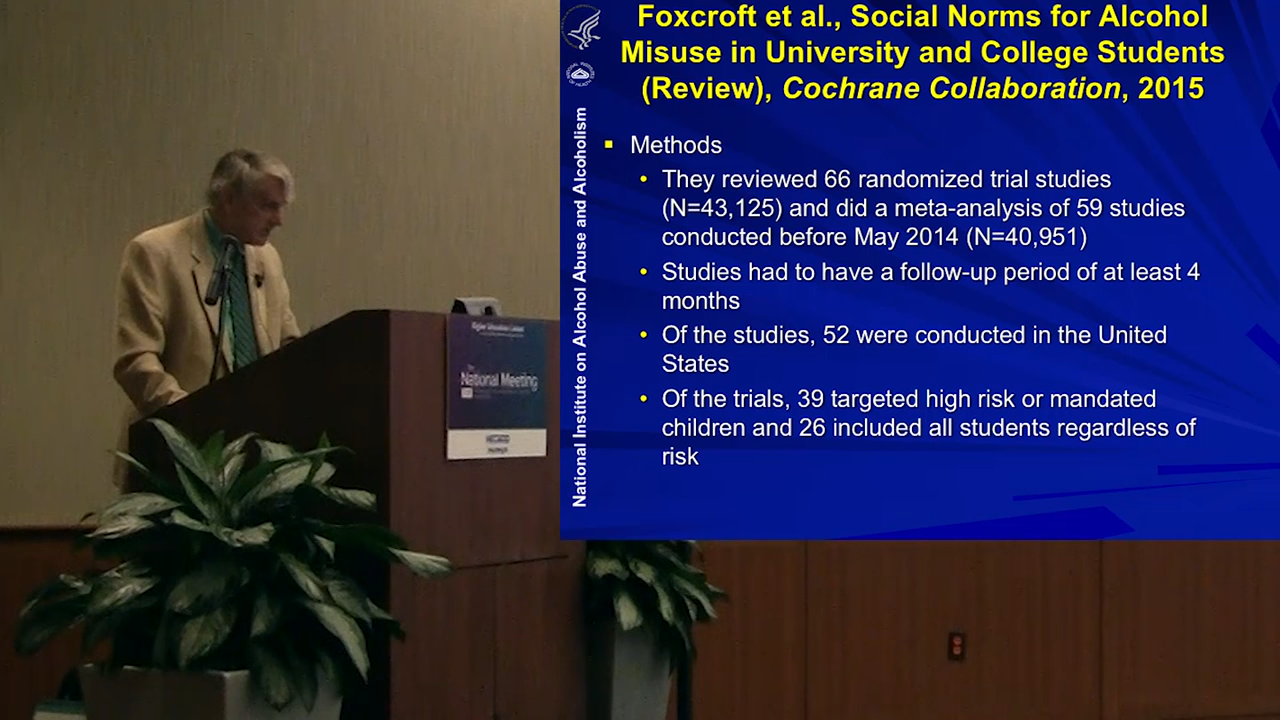 Foxcroft et al., Social Norms for Alcohol
Misuse in University and College Students
(Review), Cochrane Collaboration, 2015
National Institute on Alcohol Abuse and Alcoholism
▪ Methods
• They reviewed 66 randomized trial studies
(N=43,125) and did a meta-analysis of 59 studies
conducted before May 2014 (N=40,951)
• Studies had to have a follow-up period of at least 4
months
• Of the studies, 52 were conducted in the United
States
• Of the trials, 39 targeted high risk or mandated
children and 26 included all students regardless of
risk
National Meeting